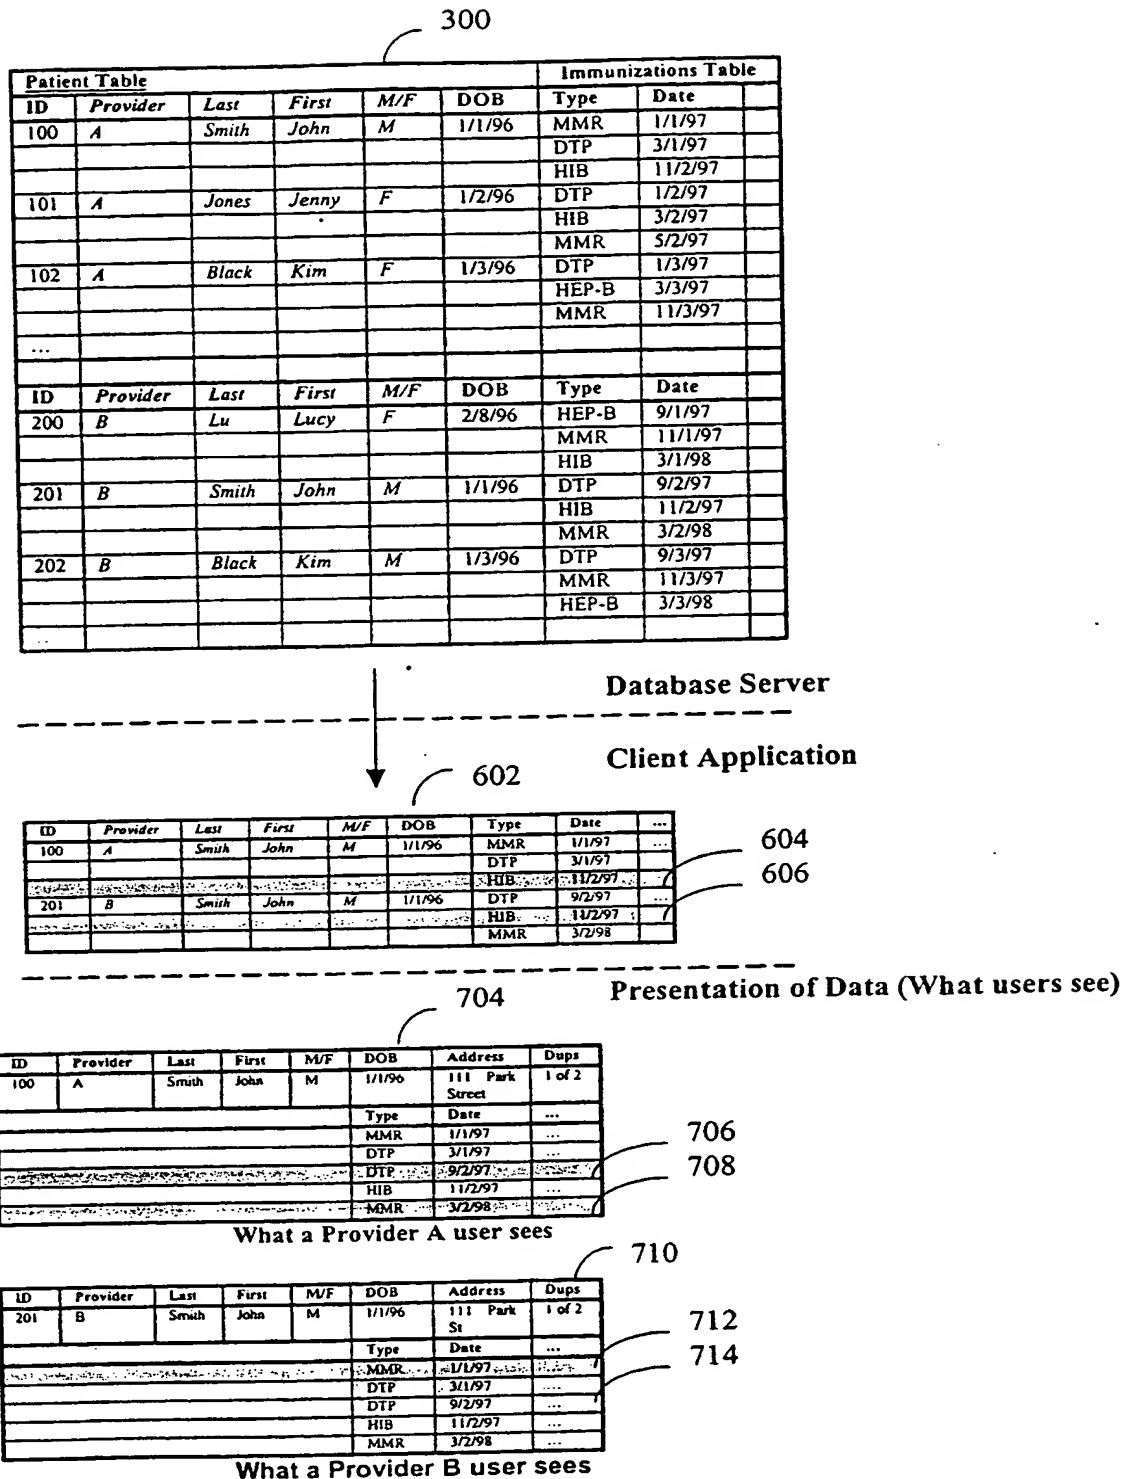 300
Patient Table Immunizations Table
ID Provider Last First M/F DOB Type Date
100 A Smith John M 1/1/96 MMR 1/1/97
DTP 3/1/97
HIB 11/2/97
101 A Jones Jenny F 1/2/96 DTP 1/2/97
HIB 3/2/97
MMR 5/2/97
102 A Black Kim F 1/3/96 DTP 1/3/97
HEP-B 3/3/97
MMR 11/3/97
...
ID Provider Last First M/F DOB Type Date
200 B Lu Lucy F 2/8/96 HEP-B 9/1/97
MMR 11/1/97
HIB 3/1/98
201 B Smith John M 1/1/96 DTP 9/2/97
HIB 11/2/97
MMR 3/2/98
202 B Black Kim M 1/3/96 DTP 9/3/97
MMR 11/3/97
HEP-B 3/3/98
...
Database Server
Client Application
602
ID Provider Last First M/F DOB Type Date ...
100 A Smith John M 1/1/96 MMR 1/1/97 ...
DTP 3/1/97
HIB 11/2/97
604
606
201 B Smith John M 1/1/96 DTP 9/2/97 ...
HIB 11/2/97
MMR 3/2/98
Presentation of Data (What users see)
704
ID Provider Last First M/F DOB Address Dups
100 A Smith John M 1/1/96 111 Park Street 1 of 2
Type Date ...
MMR 1/1/97 ...
DTP 3/1/97 ...
DTP 9/2/97
HIB 11/2/97 ...
MMR 3/2/98
706
708
What a Provider A user sees
710
ID Provider Last First M/F DOB Address Dups
201 B Smith John M 1/1/96 111 Park St 1 of 2
Type Date ...
MMR 1/1/97 ...
DTP 3/1/97 ...
DTP 9/2/97 ...
HIB 11/2/97 ...
MMR 3/2/98 ...
712
714
What a Provider B user sees